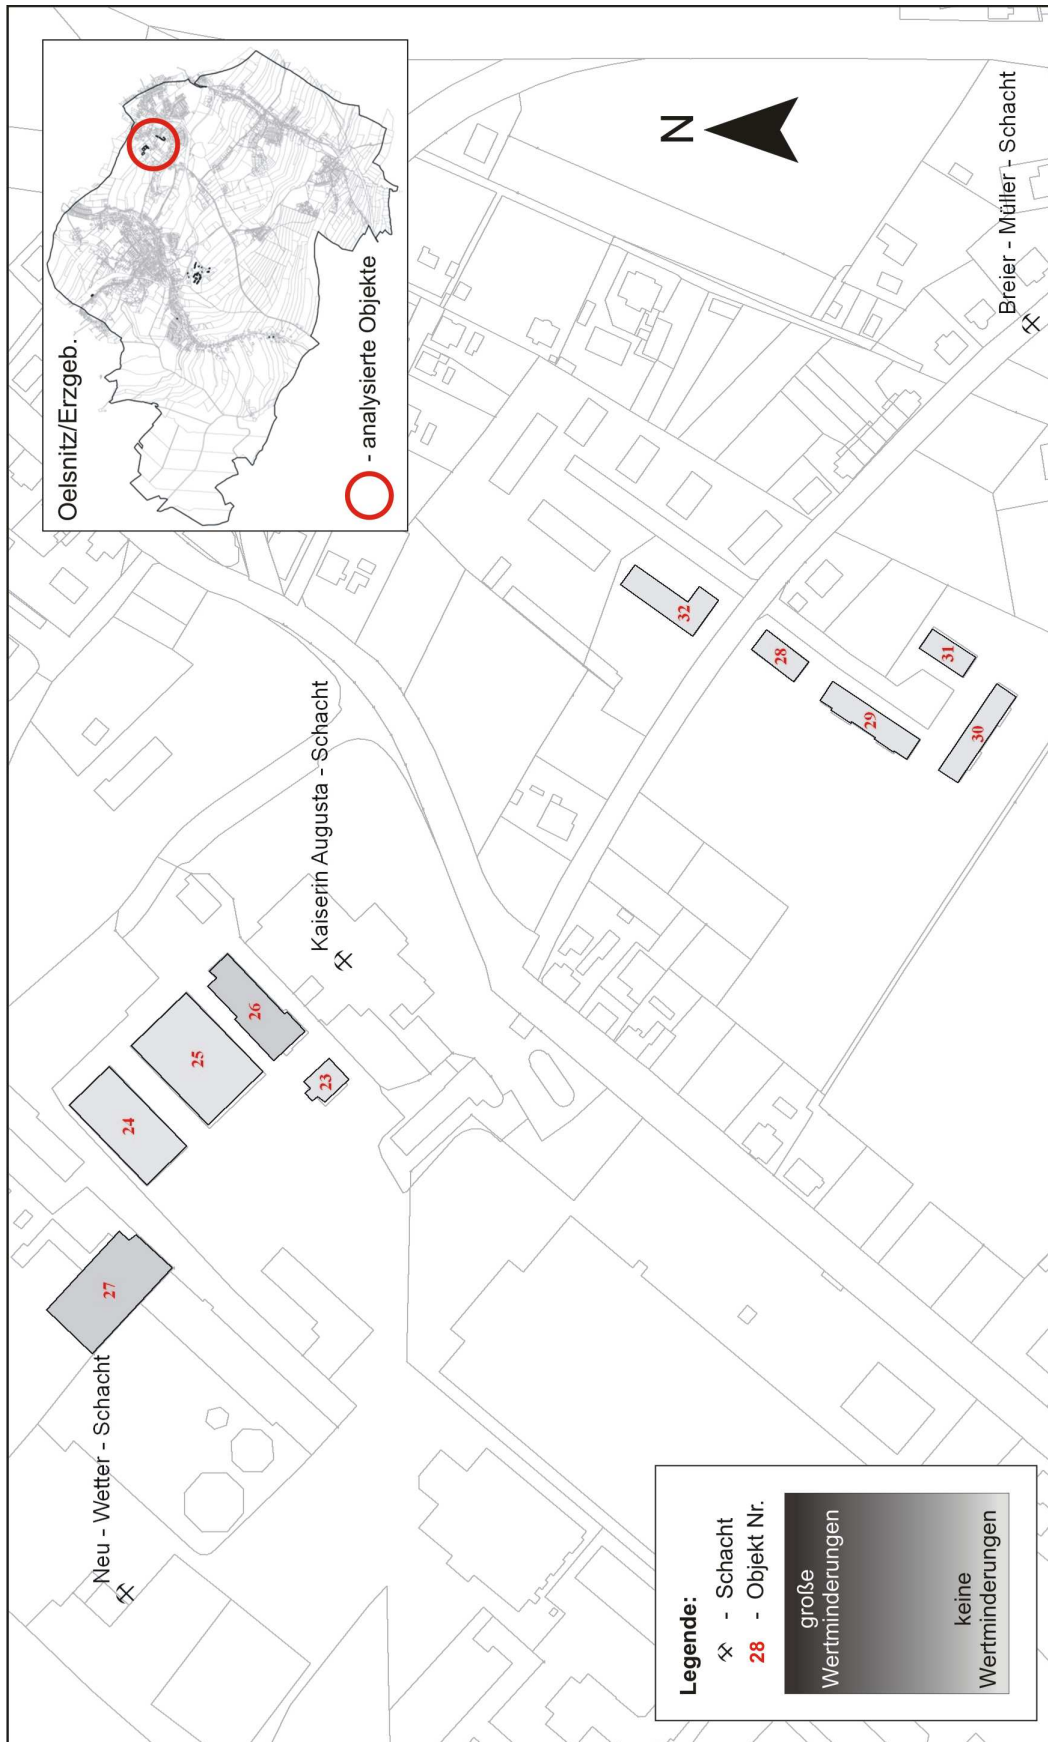 Oelsnitz/Erzgeb.
- analysierte Objekte
N
Neu - Wetter - Schacht
Kaiserin Augusta - Schacht
Breier - Müller - Schacht
27
24
25
26
23
32
28
29
31
30
Legende:
- Schacht
28 - Objekt Nr.
große
Wertminderungen
keine
Wertminderungen